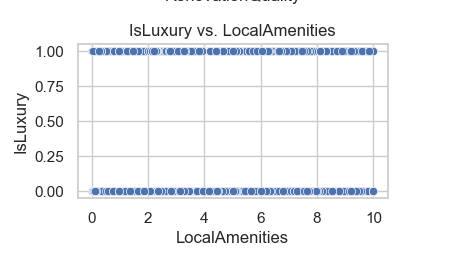 RenovationQuality
IsLuxury vs. LocalAmenities
1.00
0.75
0.50
0.25
0.00
IsLuxury
0 2 4 6 8 10
LocalAmenities